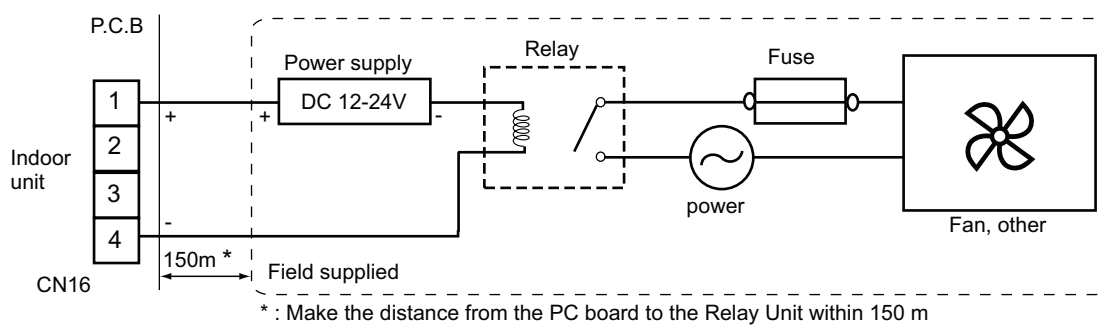 P.C.B
Relay
Fuse
Power supply
DC 12-24V
1
2
3
4
+
+
-
-
Indoor
unit
power
Fan, other
150m *
Field supplied
CN16
* : Make the distance from the PC board to the Relay Unit within 150 m